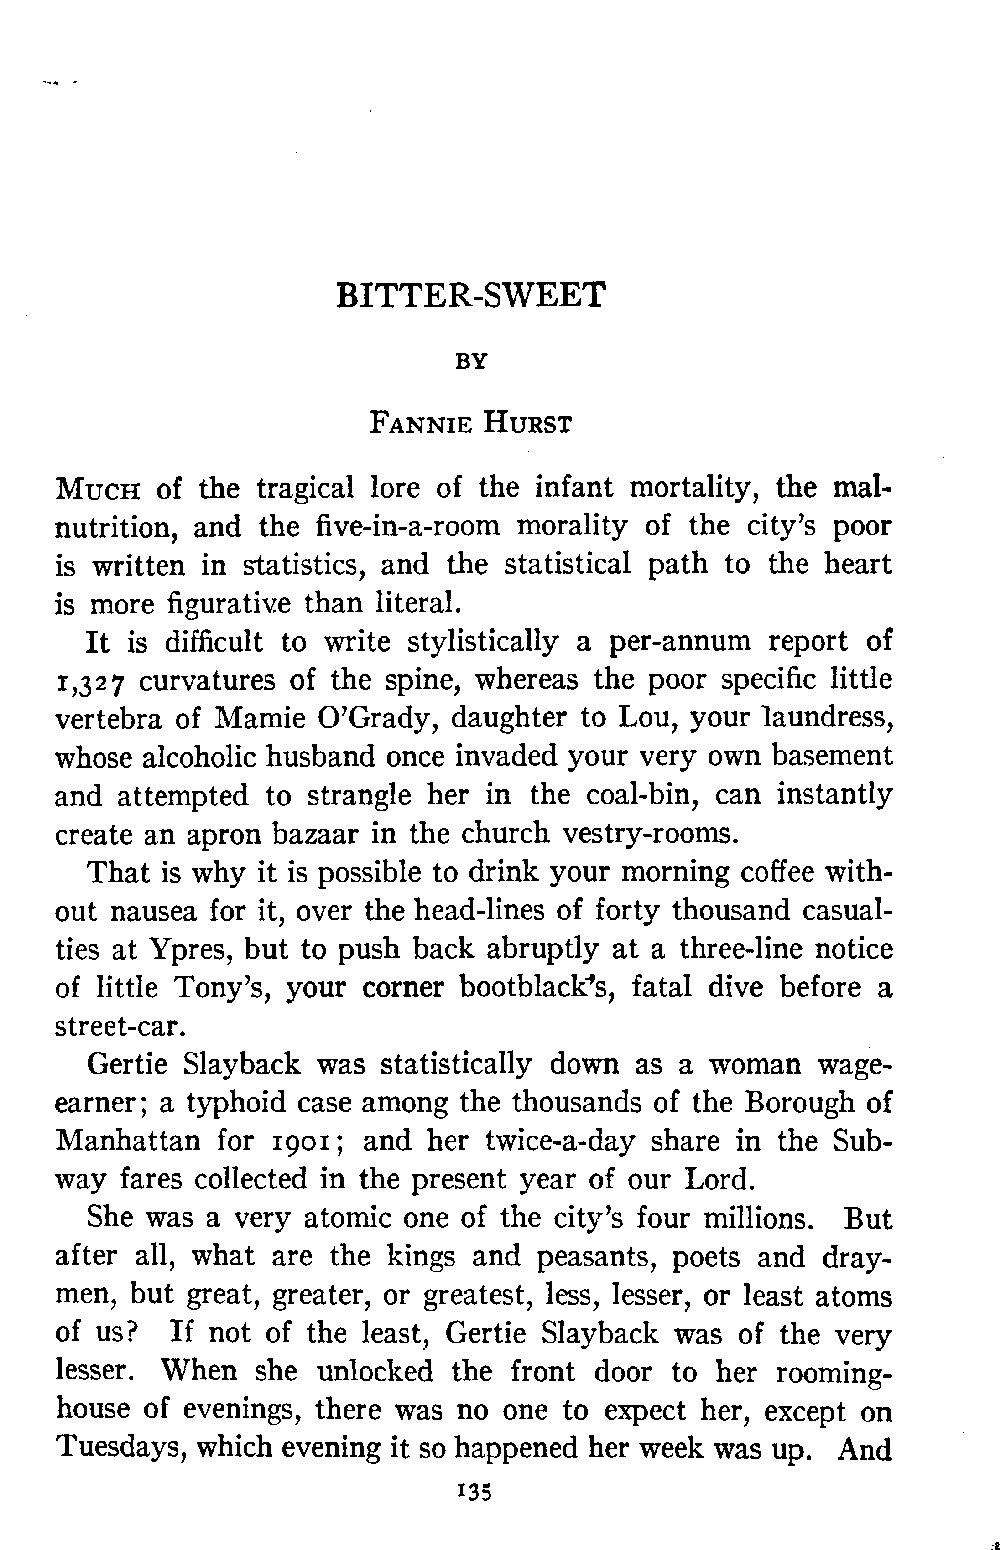 BITTER-SWEET
BY
FANNIE HURST
MUCH of the tragical lore of the infant mortality, the mal-
nutrition, and the five-in-a-room morality of the city's poor
is written in statistics, and the statistical path to the heart
is more figurative than literal.
It is difficult to write stylistically a per-annum report of
1,327 curvatures of the spine, whereas the poor specific little
vertebra of Mamie O'Grady, daughter to Lou, your laundress,
whose alcoholic husband once invaded your very own basement
and attempted to strangle her in the coal-bin, can instantly
create an apron bazaar in the church vestry-rooms.
That is why it is possible to drink your morning coffee with-
out nausea for it, over the head-lines of forty thousand casual-
ties at Ypres, but to push back abruptly at a three-line notice
of little Tony's, your corner bootblack's, fatal dive before a
street-car.
Gertie Slayback was statistically down as a woman wage-
earner; a typhoid case among the thousands of the Borough of
Manhattan for 1901; and her twice-a-day share in the Sub-
way fares collected in the present year of our Lord.
She was a very atomic one of the city's four millions. But
after all, what are the kings and peasants, poets and dray-
men, but great, greater, or greatest, less, lesser, or least atoms
of us? If not of the least, Gertie Slayback was of the very
lesser. When she unlocked the front door to her rooming-
house of evenings, there was no one to expect her, except on
Tuesdays, which evening it so happened her week was up. And
135